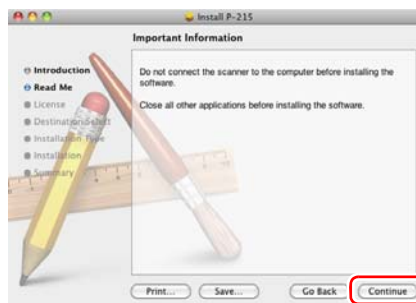 Install P-215
Important Information
Introduction
Read Me
License
Destination Select
Installation Type
Installation
Summary
Do not connect the scanner to the computer before installing the
software.
Close all other applications before installing the software.
Print...
Save...
Go Back
Continue